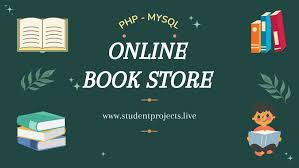 PHP - MYSQL
ONLINE
BOOK STORE
www.studentprojects.live